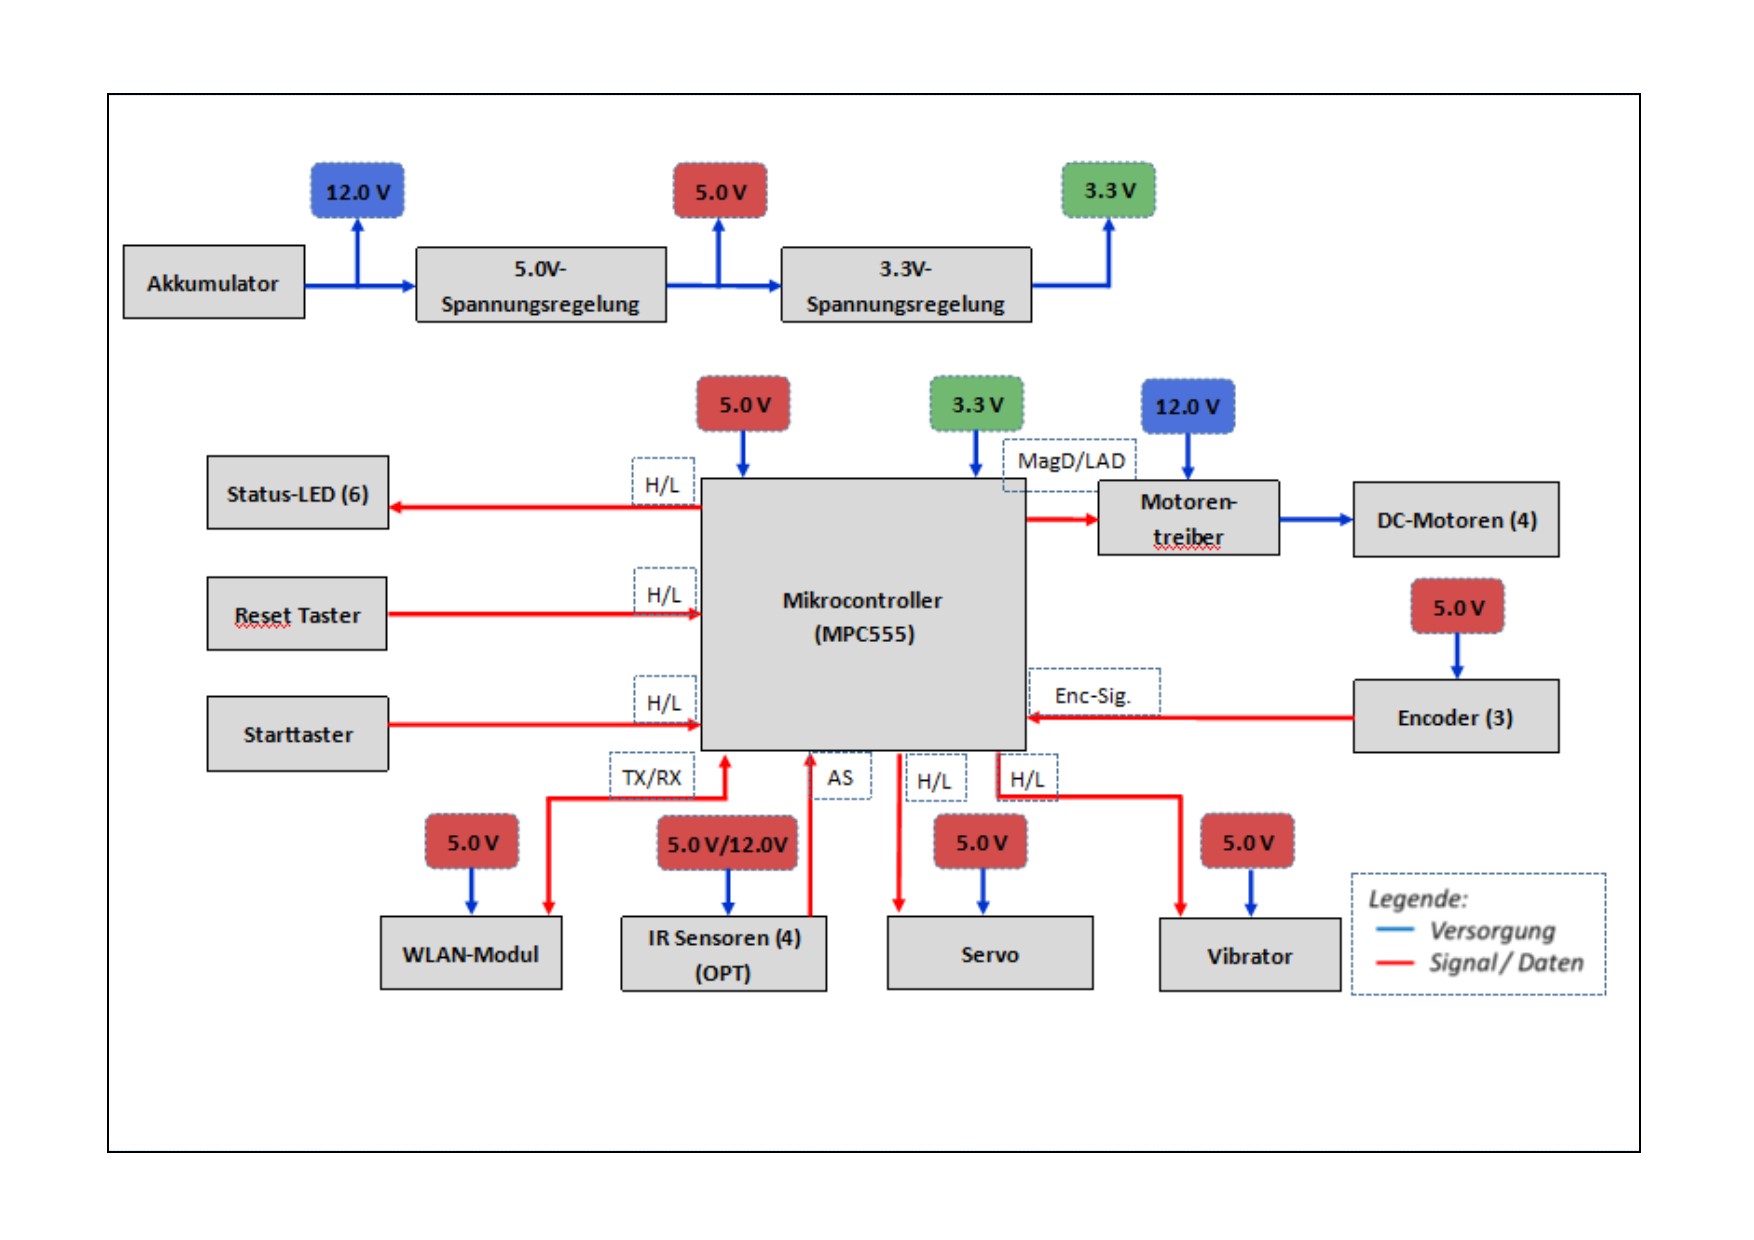 12.0 V
5.0 V
3.3 V
Akkumulator
5.0V-
Spannungsregelung
3.3V-
Spannungsregelung
5.0 V
3.3 V
12.0 V
MagD/LAD
Status-LED (6)
H/L
Motoren-
treiber
DC-Motoren (4)
Reset Taster
H/L
Mikrocontroller
(MPC555)
5.0 V
Starttaster
H/L
Enc-Sig.
Encoder (3)
TX/RX
AS
H/L
H/L
5.0 V
5.0 V/12.0V
5.0 V
5.0 V
WLAN-Modul
IR Sensoren (4)
(OPT)
Servo
Vibrator
Legende:
Versorgung
Signal / Daten